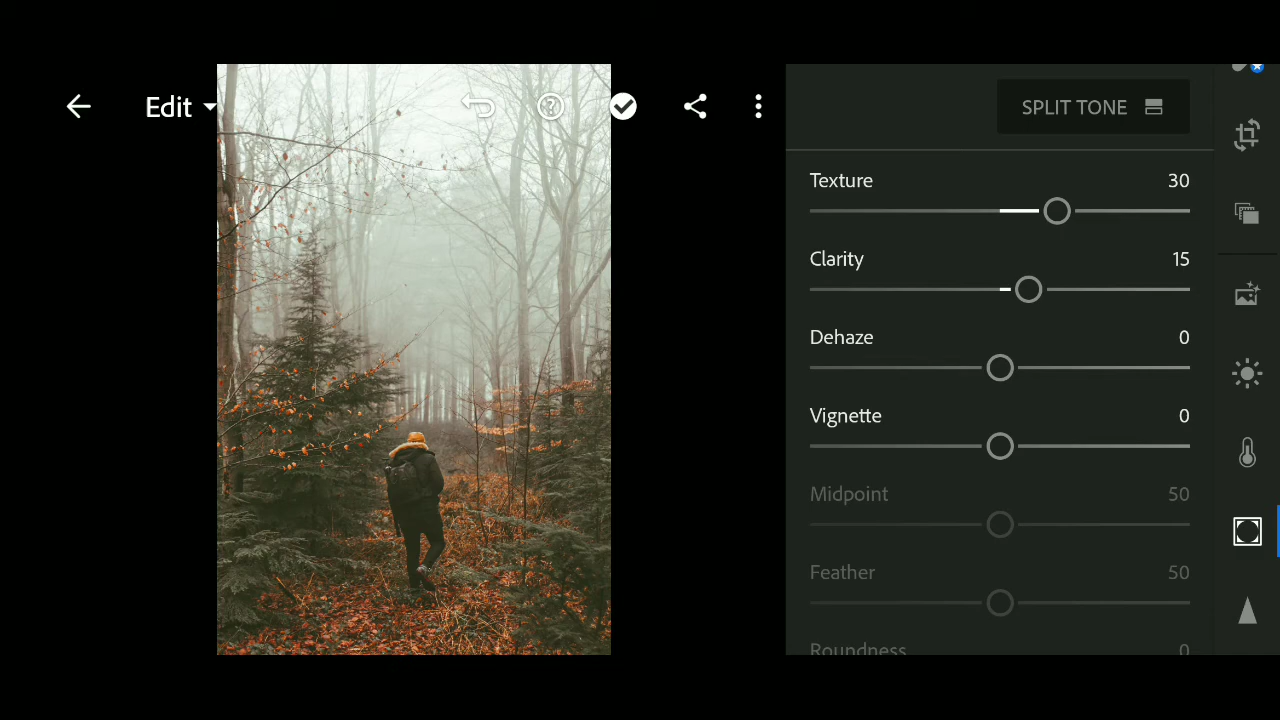 Edit
SPLIT TONE
Texture 30
Clarity 15
Dehaze 0
Vignette 0
Midpoint 50
Feather 50
Roundness 0